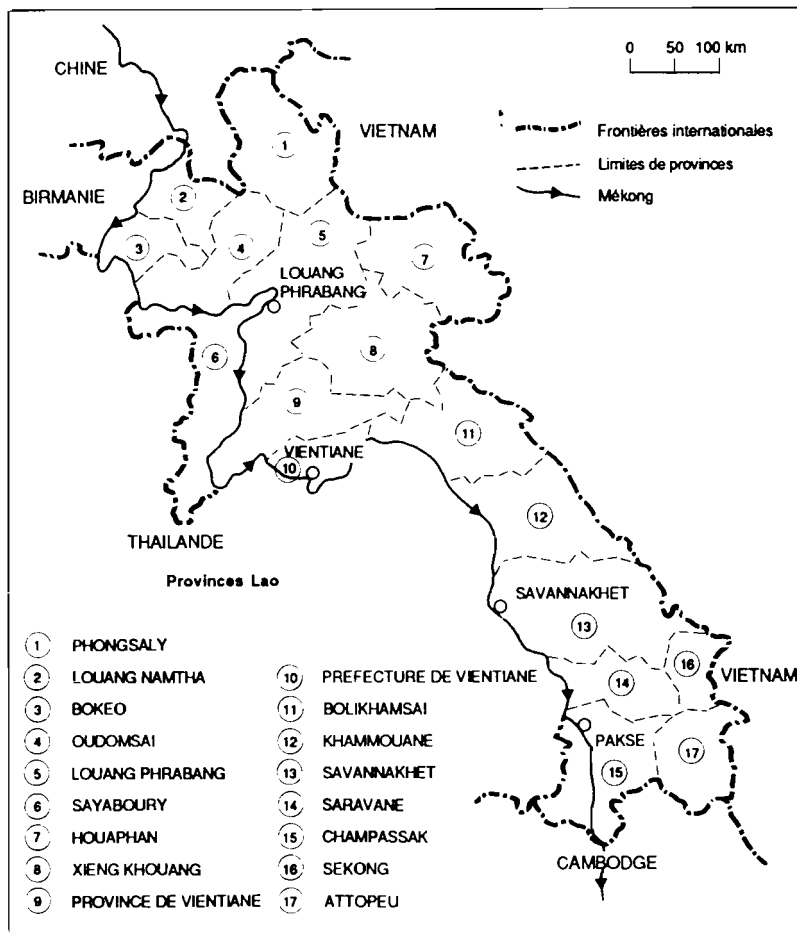 CHINE
0 50 100 km
VIETNAM
Frontières internationales
Limites de provinces
Mékong
BIRMANIE
1
2
3
4
5
7
LOUANG
PHRABANG
6
8
9
11
VIENTIANE
10
12
THAILANDE
SAVANNAKHET
13
16
VIETNAM
14
PAKSE
17
15
CAMBODGE
Provinces Lao
1 PHONGSALY
2 LOUANG NAMTHA
3 BOKEO
4 OUDOMSAI
5 LOUANG PHRABANG
6 SAYABOURY
7 HOUAPHAN
8 XIENG KHOUANG
9 PROVINCE DE VIENTIANE
10 PREFECTURE DE VIENTIANE
11 BOLIKHAMSAI
12 KHAMMOUANE
13 SAVANNAKHET
14 SARAVANE
15 CHAMPASSAK
16 SEKONG
17 ATTOPEU